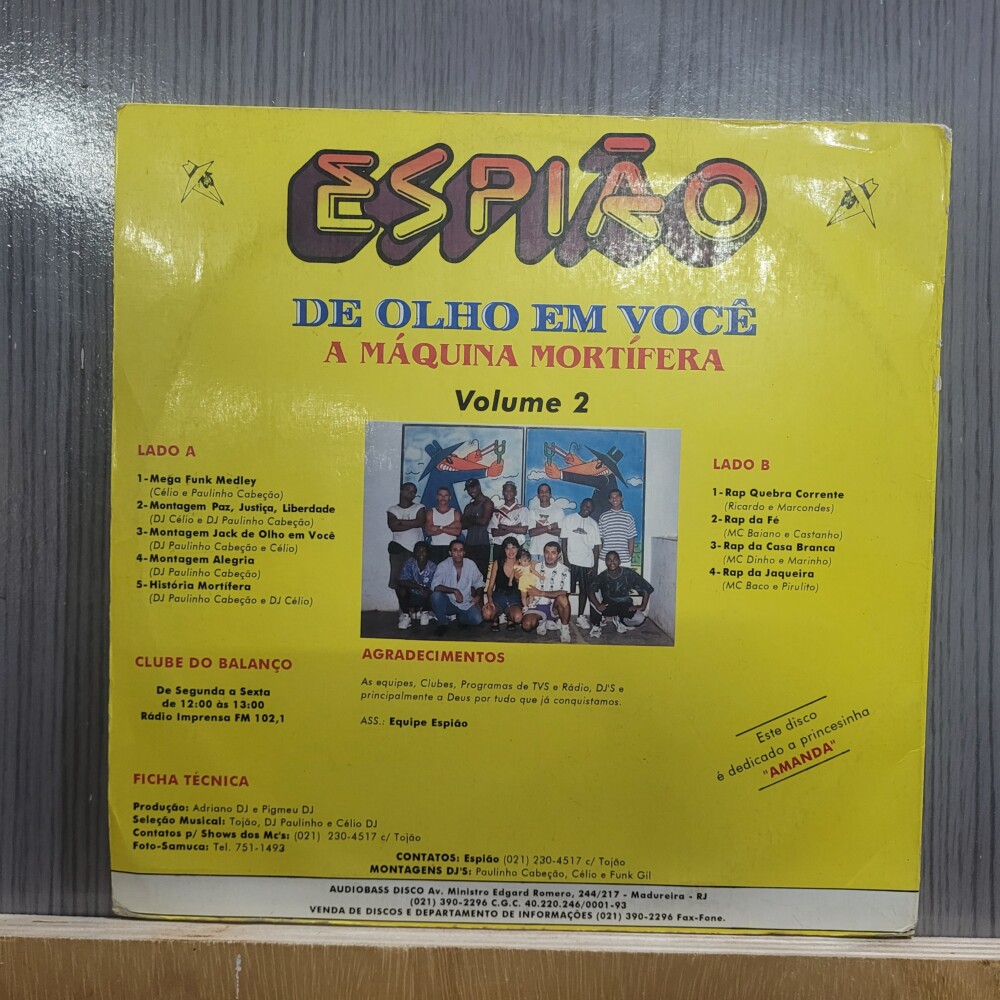 ESPIÃO
DE OLHO EM VOCÊ
A MÁQUINA MORTÍFERA
Volume 2
LADO A
1-Mega Funk Medley
(Célio e Paulinho Cabeção)
2-Montagem Paz, Justiça, Liberdade
(DJ Célio e DJ Paulinho Cabeção)
3-Montagem Jack de Olho em Você
(DJ Paulinho Cabeção e Célio)
4-Montagem Alegria
(DJ Paulinho Cabeção)
5-História Mortífera
(DJ Paulinho Cabeção e DJ Célio)
LADO B
1-Rap Quebra Corrente
(Ricardo e Marcondes)
2-Rap da Fé
(MC Baiano e Castanho)
3-Rap da Casa Branca
(MC Dinho e Marinho)
4-Rap da Jaqueira
(MC Baco e Pirulito)
CLUBE DO BALANÇO
De Segunda a Sexta
de 12:00 às 13:00
Rádio Imprensa FM 102,1
AGRADECIMENTOS
As equipes, Clubes, Programas de TVS e Rádio, DJ'S e
principalmente a Deus por tudo que já conquistamos.
ASS.: Equipe Espião
Este disco
é dedicado a princesinha
"AMANDA"
FICHA TÉCNICA
Produção: Adriano DJ e Pigmeu DJ
Seleção Musical: Tojão, DJ Paulinho e Célio DJ
Contatos p/ Shows dos Mc's: (021) 230-4517 c/ Tojão
Foto-Samuca: Tel. 751-1493
CONTATOS: Espião (021) 230-4517 c/ Tojão
MONTAGENS DJ'S: Paulinho Cabeção, Célio e Funk Gil
AUDIOBASS DISCO Av. Ministro Edgard Romero, 244/217 - Madureira - RJ
(021) 390-2296 C.G.C. 40.220.246/0001-93
VENDA DE DISCOS E DEPARTAMENTO DE INFORMAÇÕES (021) 390-2296 Fax-Fone.